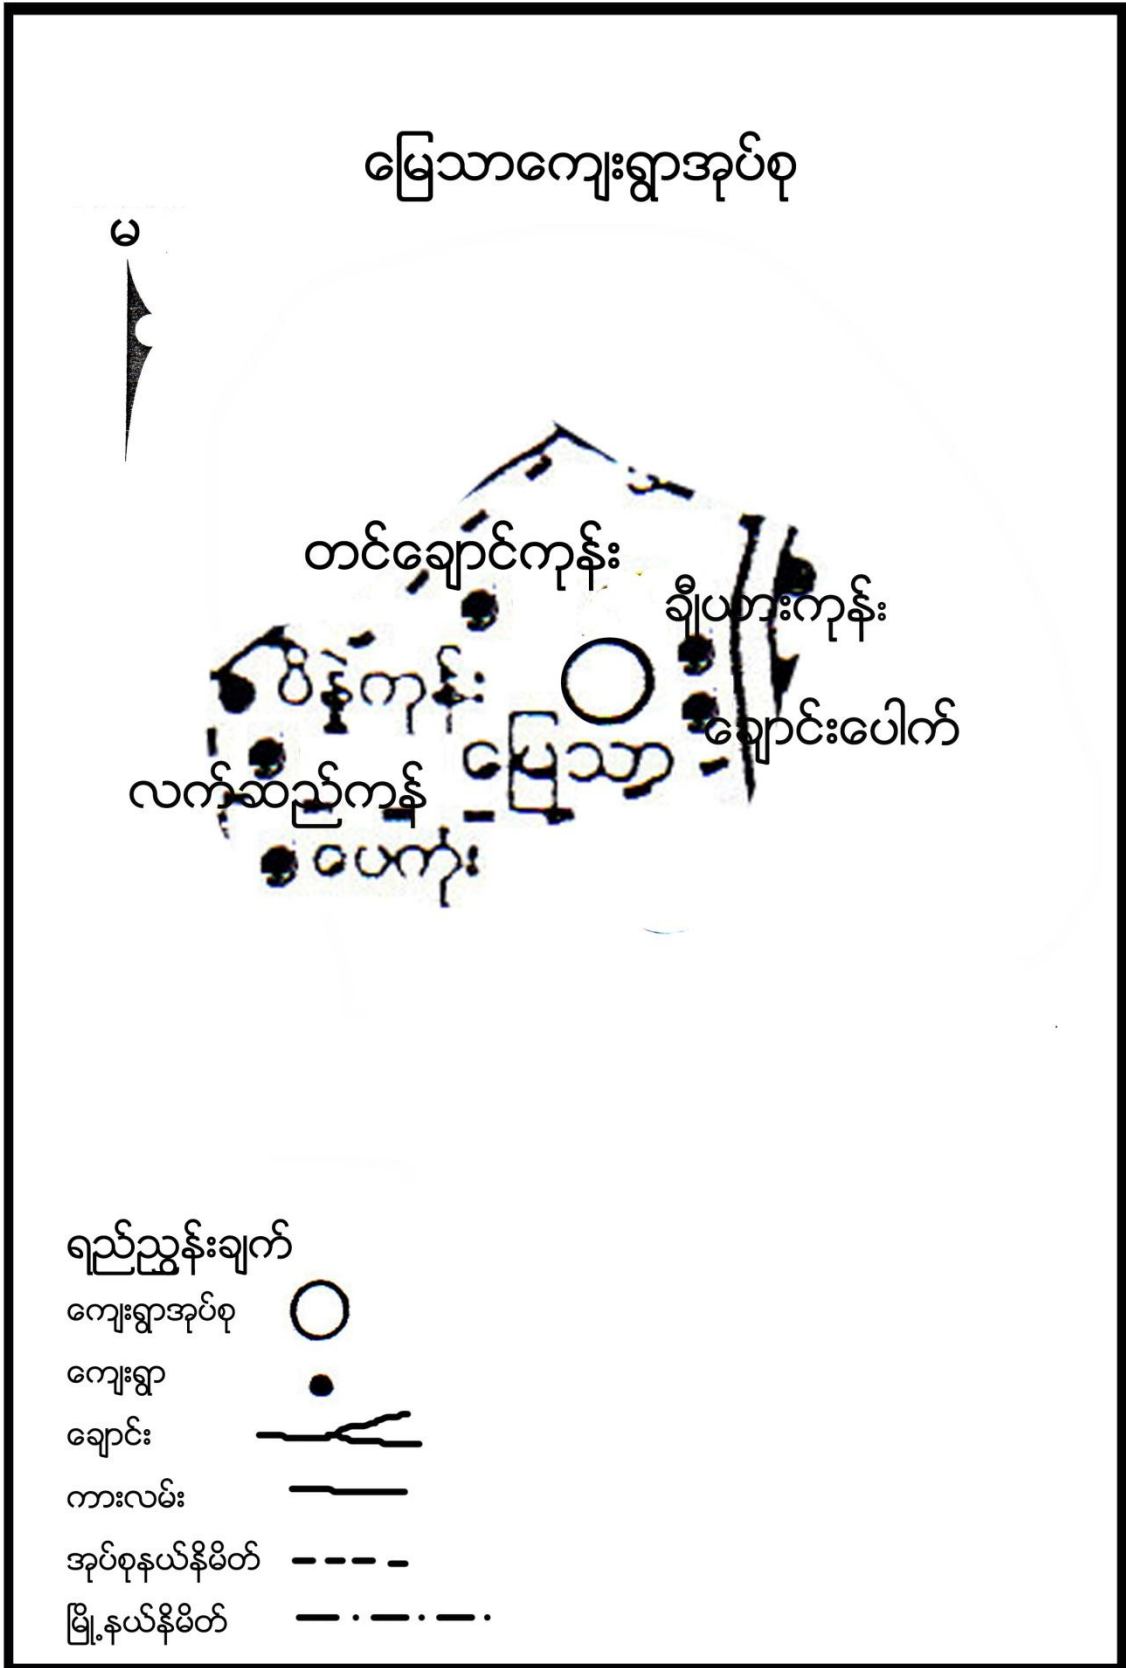 မြေသာကျေးရွာအုပ်စု
မ
တင်ချောင်ကုန်း
ချီယားကုန်း
ပိန္နဲကုန်း
ချောင်းပေါက်
မြေသာ
လက်ဆည်ကန်
ပေကုံး
ရည်ညွှန်းချက်
ကျေးရွာအုပ်စု
ကျေးရွာ
ချောင်း
ကားလမ်း
အုပ်စုနယ်နိမိတ်
မြို့နယ်နိမိတ်